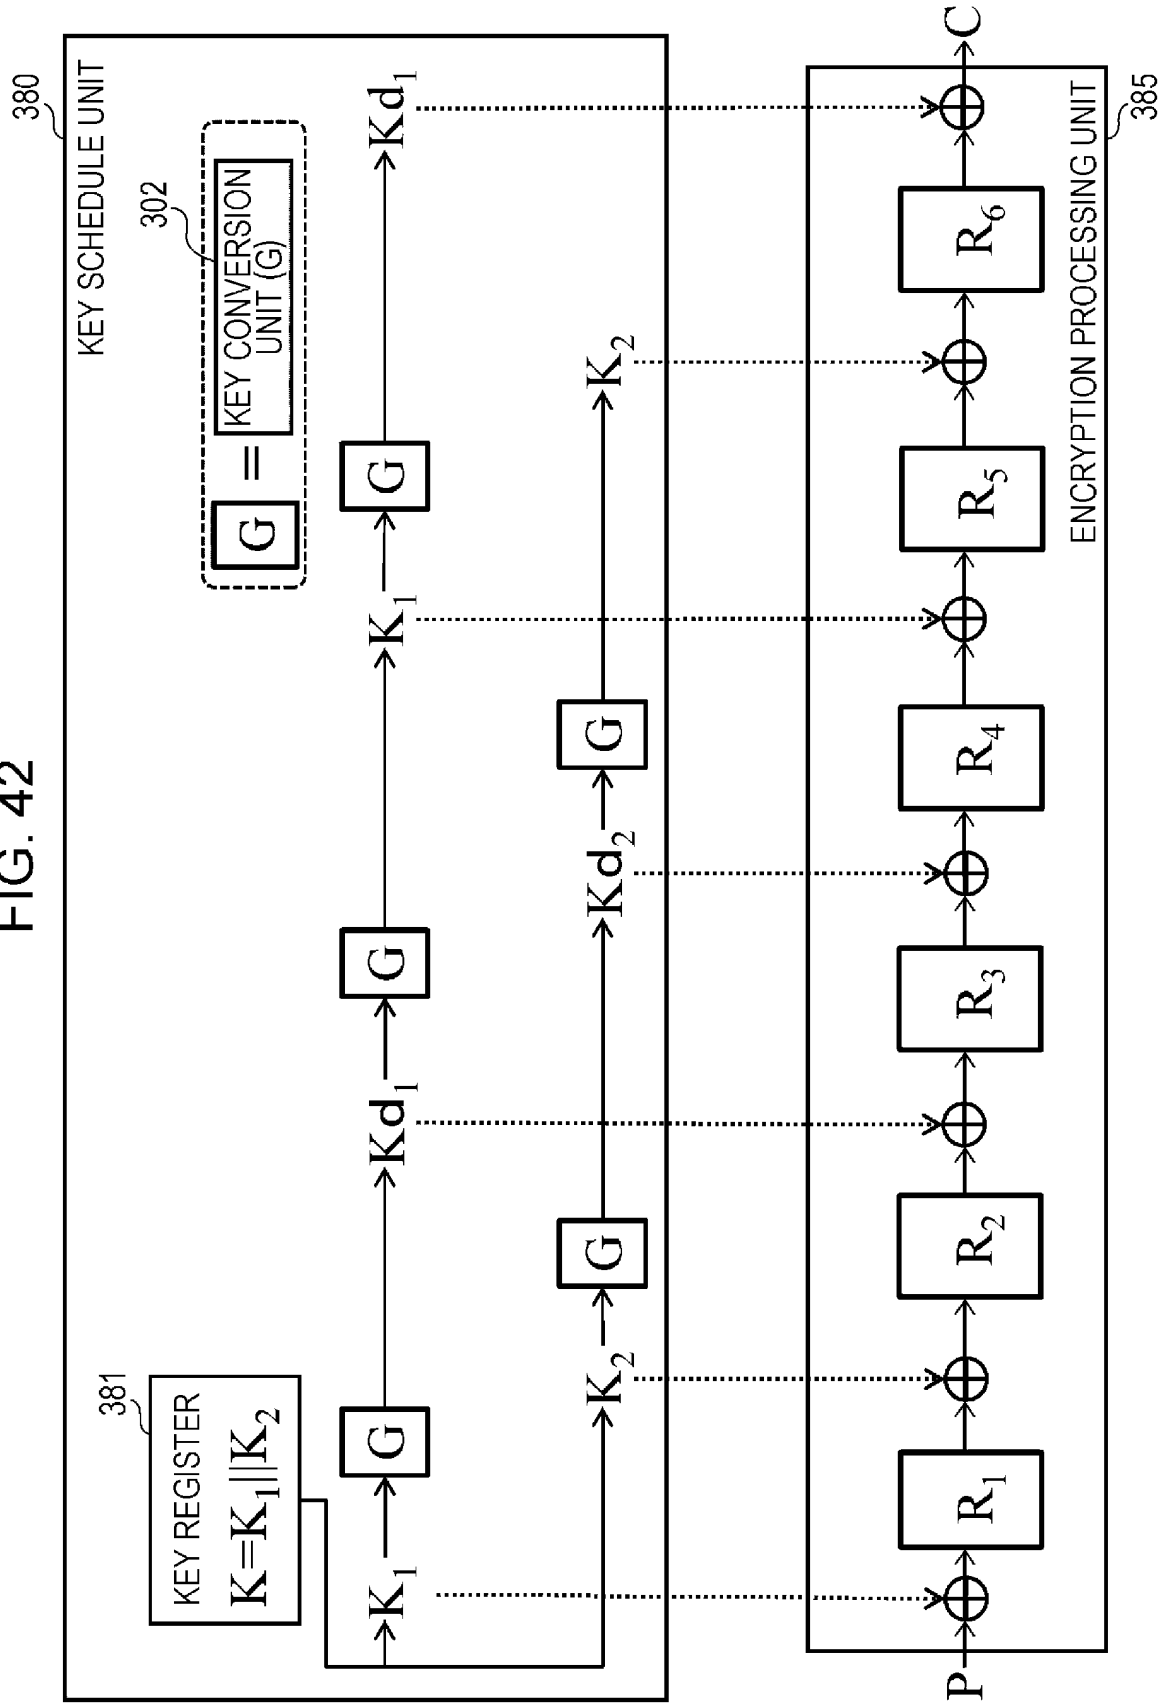 FIG. 42
380
KEY SCHEDULE UNIT
381
KEY REGISTER
K=K₁||K₂
G = KEY CONVERSION
UNIT (G)
302
K₁ G Kd₁ G K₁ G Kd₁
K₂ G Kd₂ G K₂
P R₁ R₂ R₃ R₄ R₅ R₆ C
ENCRYPTION PROCESSING UNIT
385